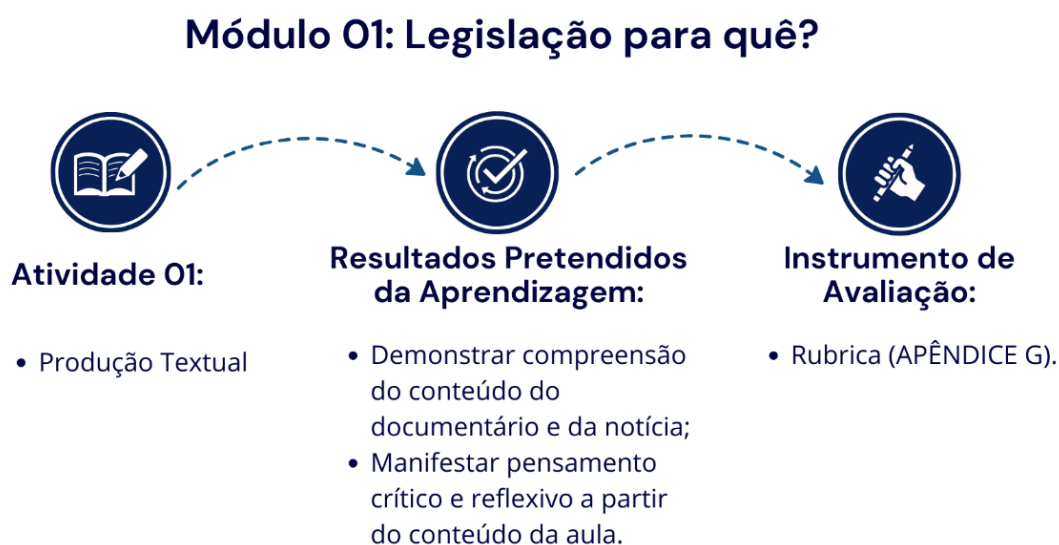 Módulo 01: Legislação para quê?
Atividade 01:
• Produção Textual
Resultados Pretendidos
da Aprendizagem:
• Demonstrar compreensão
do conteúdo do
documentário e da notícia;
• Manifestar pensamento
crítico e reflexivo a partir
do conteúdo da aula.
Instrumento de
Avaliação:
• Rubrica (APÊNDICE G).